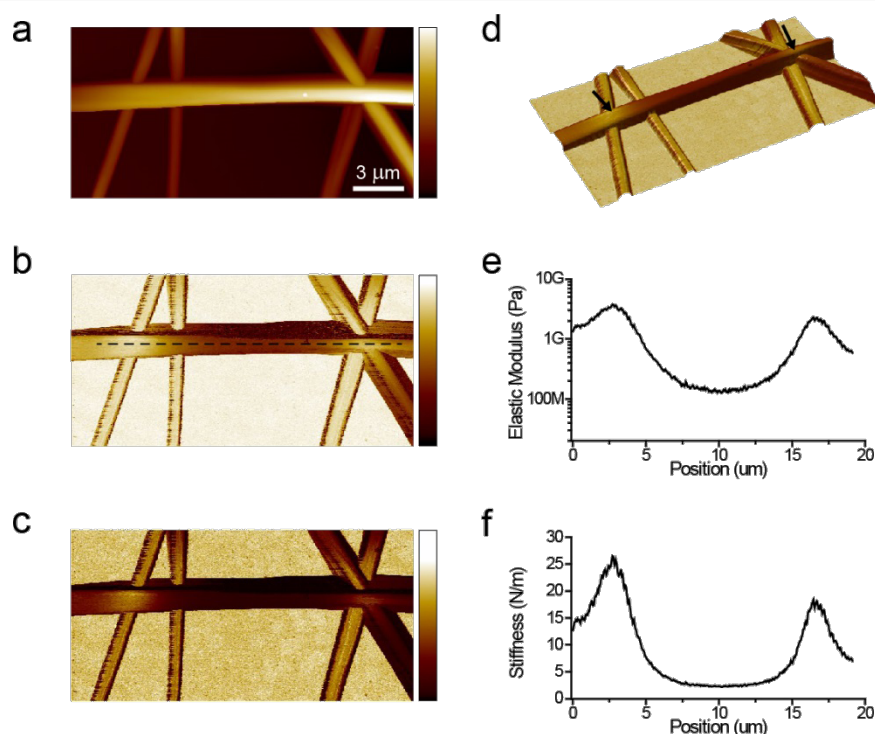 a
3 μm
b
c
d
e
10G
1G
100M
Elastic Modulus (Pa)
0 5 10 15 20
Position (um)
f
30
25
20
15
10
5
0
Stiffness (N/m)
0 5 10 15 20
Position (um)